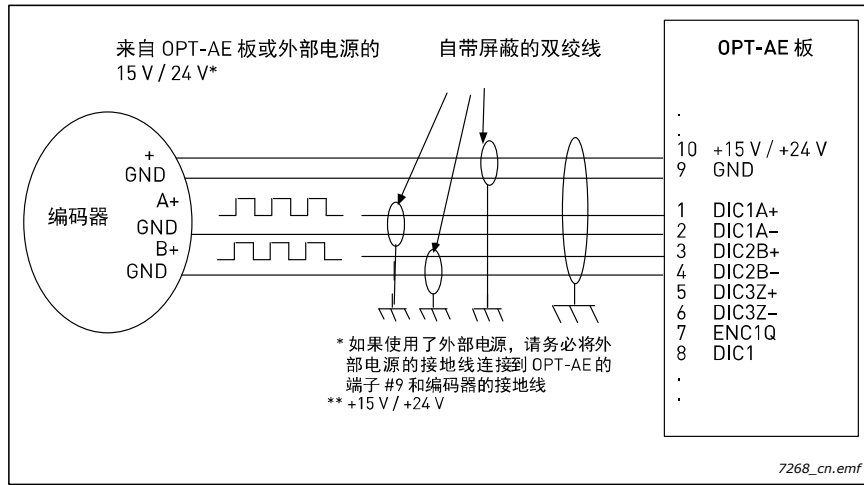 来自 OPT-AE 板或外部电源的
15 V / 24 V*
自带屏蔽的双绞线
OPT-AE 板
编码器
+
GND
A+
GND
B+
GND
.
.
10 +15 V / +24 V
9 GND
1 DIC1A+
2 DIC1A-
3 DIC2B+
4 DIC2B-
5 DIC3Z+
6 DIC3Z-
7 ENC1Q
8 DIC1
.
.
* 如果使用了外部电源，请务必将外
部电源的接地线连接到 OPT-AE 的
端子 #9 和编码器的接地线
** +15 V / +24 V
7268_cn.emf